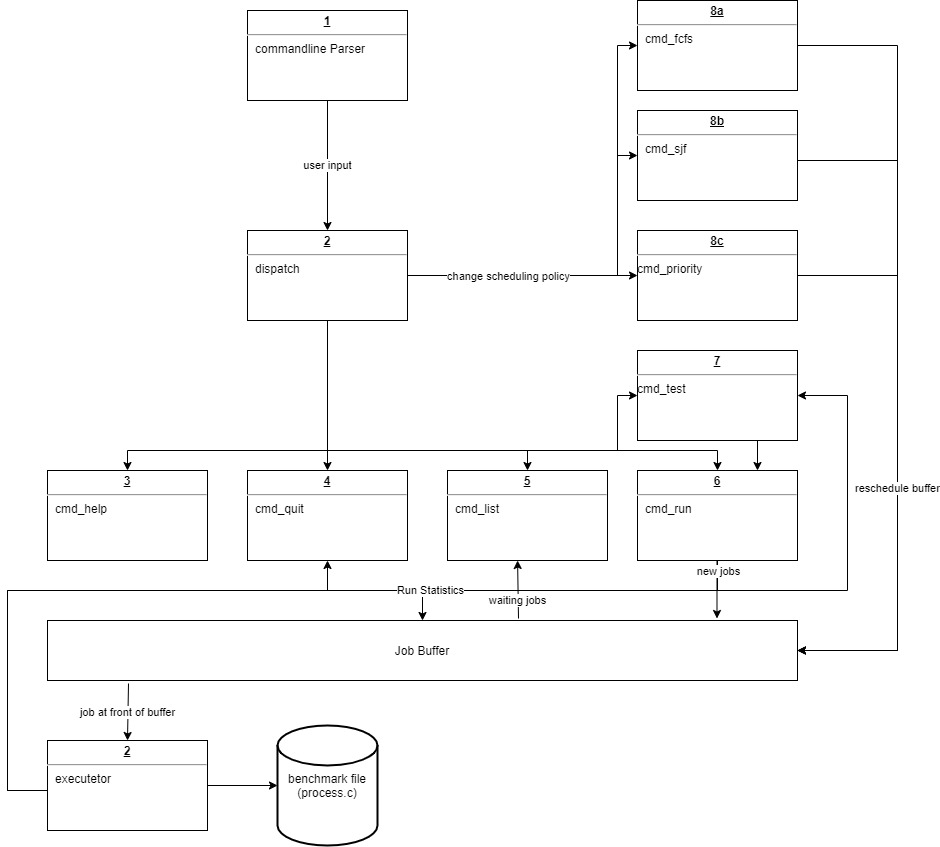 1
commandline Parser
user input
2
dispatch
change scheduling policy
8a
cmd_fcfs
8b
cmd_sjf
8c
cmd_priority
7
cmd_test
3
cmd_help
4
cmd_quit
5
cmd_list
6
cmd_run
reschedule buffer
new jobs
Run Statistics
waiting jobs
Job Buffer
job at front of buffer
2
executetor
benchmark file
(process.c)